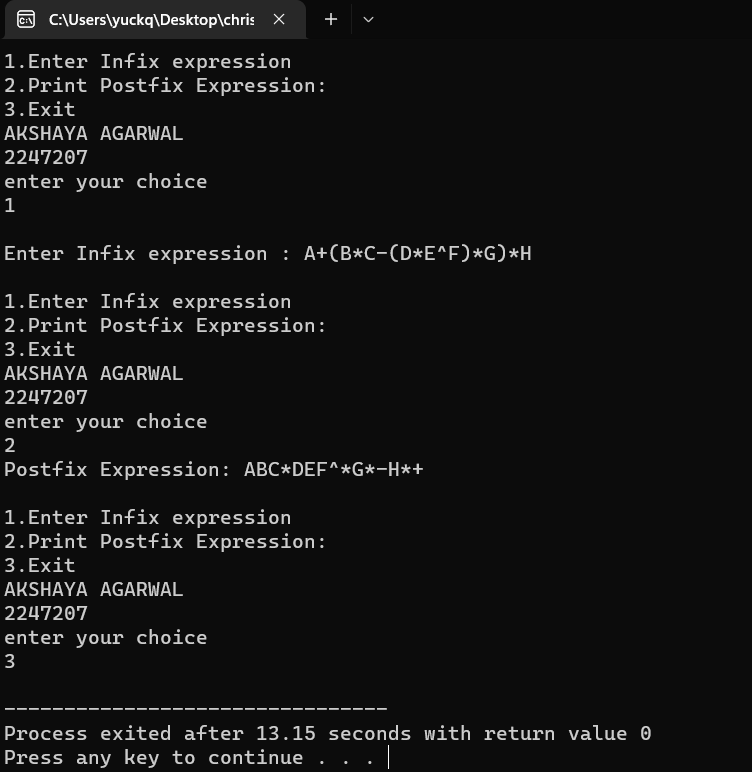 C:\Users\yuckq\Desktop\chris
1.Enter Infix expression
2.Print Postfix Expression:
3.Exit
AKSHAYA AGARWAL
2247207
enter your choice
1
Enter Infix expression : A+(B*C-(D*E^F)*G)*H
1.Enter Infix expression
2.Print Postfix Expression:
3.Exit
AKSHAYA AGARWAL
2247207
enter your choice
2
Postfix Expression: ABC*DEF^*G*-H*+
1.Enter Infix expression
2.Print Postfix Expression:
3.Exit
AKSHAYA AGARWAL
2247207
enter your choice
3
--------------------------------
Process exited after 13.15 seconds with return value 0
Press any key to continue . . .